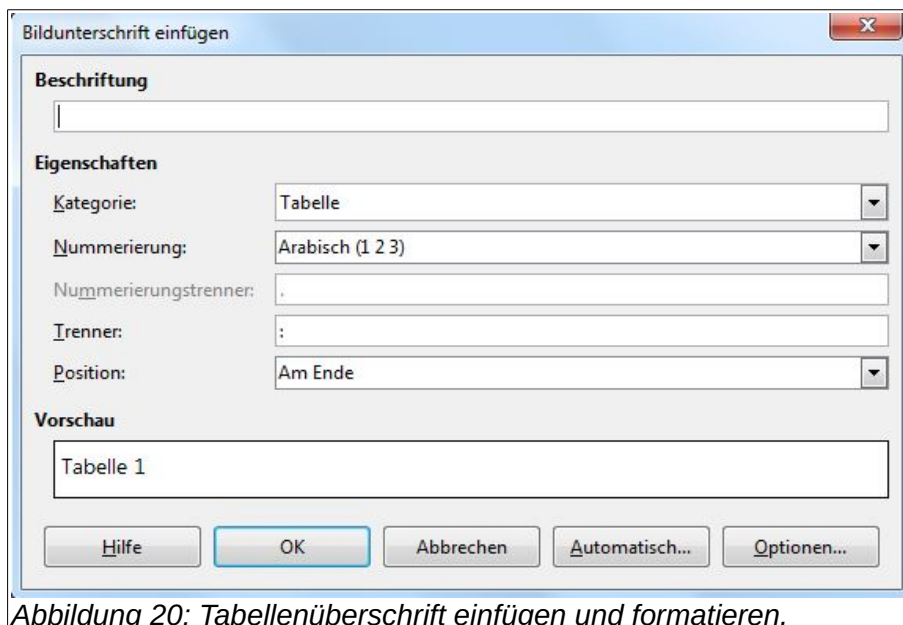 Bildunterschrift einfügen
Beschriftung
Eigenschaften
Kategorie: Tabelle
Nummerierung: Arabisch (1 2 3)
Nummerierungstrenner: .
Trenner: :
Position: Am Ende
Vorschau
Tabelle 1
Hilfe OK Abbrechen Automatisch... Optionen...
Abbildung 20: Tabellenüberschrift einfügen und formatieren.